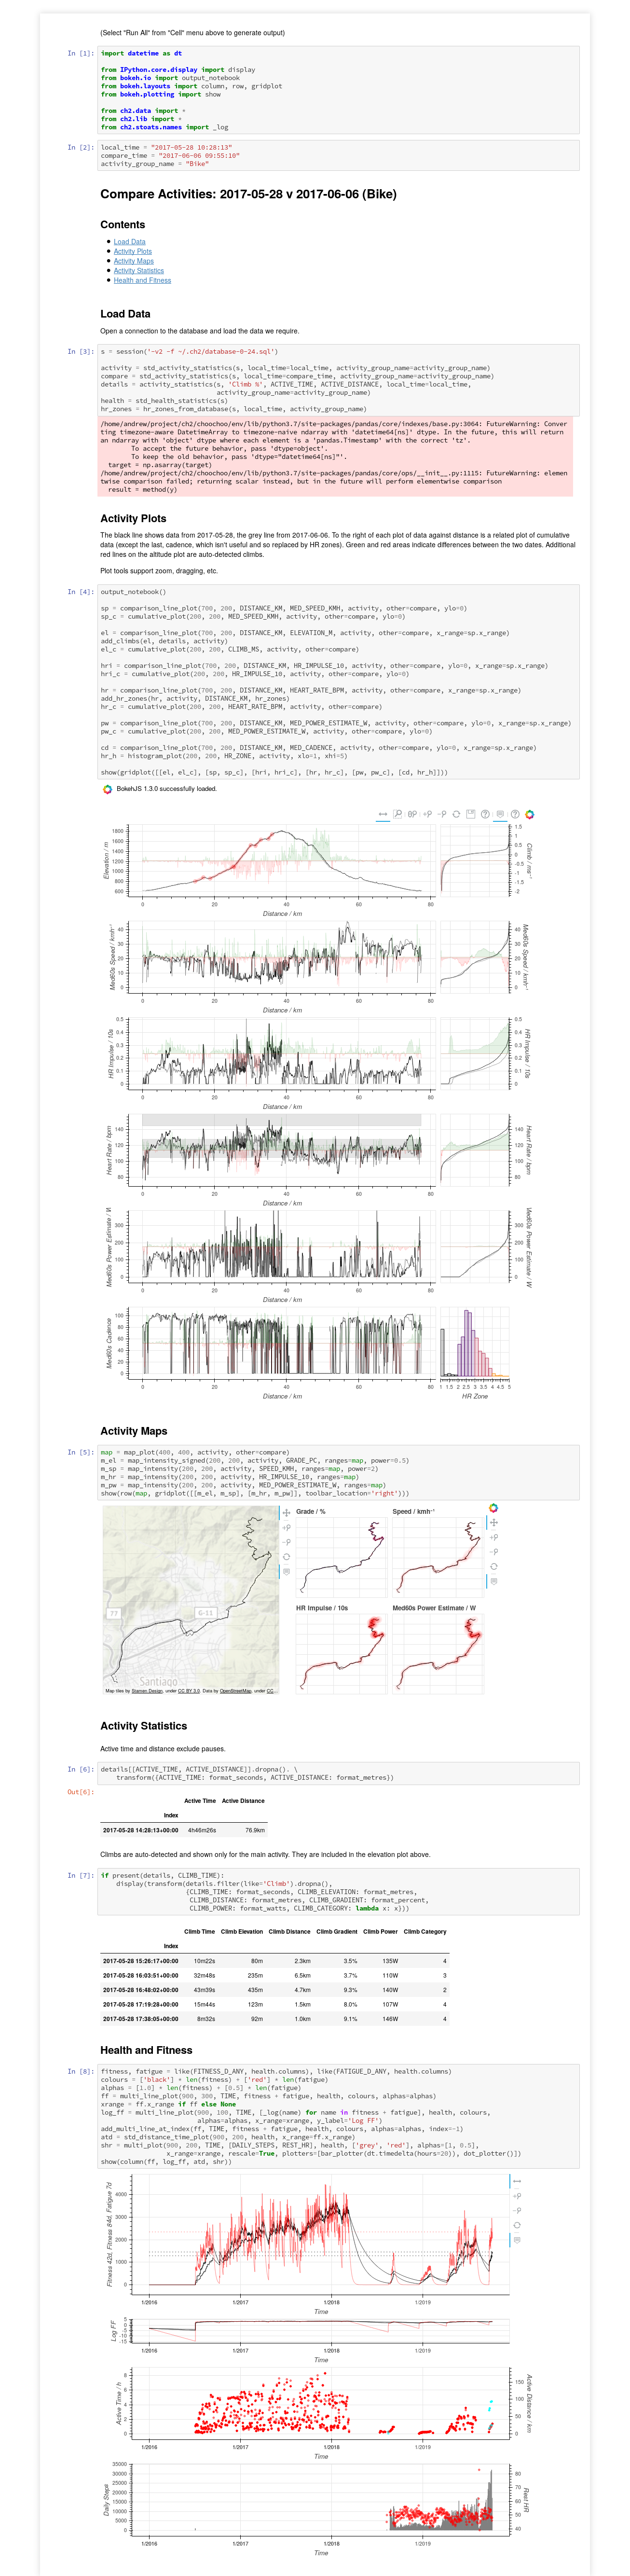 (Select "Run All" from "Cell" menu above to generate output)
In [1]:
import datetime as dt
from IPython.core.display import display
from bokeh.io import output_notebook
from bokeh.layouts import column, row, gridplot
from bokeh.plotting import show
from ch2.data import *
from ch2.lib import *
from ch2.stoats.names import _log
In [2]:
local_time = "2017-05-28 10:28:13"
compare_time = "2017-06-06 09:55:10"
activity_group_name = "Bike"
Compare Activities: 2017-05-28 v 2017-06-06 (Bike)
Contents
Load Data
Activity Plots
Activity Maps
Activity Statistics
Health and Fitness
Load Data
Open a connection to the database and load the data we require.
In [3]:
s = session('-v2 -f ~/.ch2/database-0-24.sql')
activity = std_activity_statistics(s, local_time=local_time, activity_group_name=activity_group_name)
compare = std_activity_statistics(s, local_time=compare_time, activity_group_name=activity_group_name)
details = activity_statistics(s, 'Climb %', ACTIVE_TIME, ACTIVE_DISTANCE, local_time=local_time,
activity_group_name=activity_group_name)
health = std_health_statistics(s)
hr_zones = hr_zones_from_database(s, local_time, activity_group_name)
/home/andrew/project/ch2/choochoo/env/lib/python3.7/site-packages/pandas/core/indexes/base.py:3064: FutureWarning: Conver
ting timezone-aware DatetimeArray to timezone-naive ndarray with 'datetime64[ns]' dtype. In the future, this will return
an ndarray with 'object' dtype where each element is a 'pandas.Timestamp' with the correct 'tz'.
To accept the future behavior, pass 'dtype=object'.
To keep the old behavior, pass 'dtype="datetime64[ns]"'.
target = np.asarray(target)
/home/andrew/project/ch2/choochoo/env/lib/python3.7/site-packages/pandas/core/ops/__init__.py:1115: FutureWarning: elemen
twise comparison failed; returning scalar instead, but in the future will perform elementwise comparison
result = method(y)
Activity Plots
The black line shows data from 2017-05-28, the grey line from 2017-06-06. To the right of each plot of data against distance is a related plot of cumulative
data (except the last, cadence, which isn't useful and so replaced by HR zones). Green and red areas indicate differences between the two dates. Additional
red lines on the altitude plot are auto-detected climbs.
Plot tools support zoom, dragging, etc.
In [4]:
output_notebook()
sp = comparison_line_plot(700, 200, DISTANCE_KM, MED_SPEED_KMH, activity, other=compare, ylo=0)
sp_c = cumulative_plot(200, 200, MED_SPEED_KMH, activity, other=compare, ylo=0)
el = comparison_line_plot(700, 200, DISTANCE_KM, ELEVATION_M, activity, other=compare, x_range=sp.x_range)
add_climbs(el, details, activity)
el_c = cumulative_plot(200, 200, CLIMB_MS, activity, other=compare)
hri = comparison_line_plot(700, 200, DISTANCE_KM, HR_IMPULSE_10, activity, other=compare, ylo=0, x_range=sp.x_range)
hri_c = cumulative_plot(200, 200, HR_IMPULSE_10, activity, other=compare, ylo=0)
hr = comparison_line_plot(700, 200, DISTANCE_KM, HEART_RATE_BPM, activity, other=compare, x_range=sp.x_range)
add_hr_zones(hr, activity, DISTANCE_KM, hr_zones)
hr_c = cumulative_plot(200, 200, HEART_RATE_BPM, activity, other=compare)
pw = comparison_line_plot(700, 200, DISTANCE_KM, MED_POWER_ESTIMATE_W, activity, other=compare, ylo=0, x_range=sp.x_range)
pw_c = cumulative_plot(200, 200, MED_POWER_ESTIMATE_W, activity, other=compare, ylo=0)
cd = comparison_line_plot(700, 200, DISTANCE_KM, MED_CADENCE, activity, other=compare, ylo=0, x_range=sp.x_range)
hr_h = histogram_plot(200, 200, HR_ZONE, activity, xlo=1, xhi=5)
show(gridplot([[el, el_c], [sp, sp_c], [hri, hri_c], [hr, hr_c], [pw, pw_c], [cd, hr_h]]))
BokehJS 1.3.0 successfully loaded.
Elevation / m
1800
1600
1400
1200
1000
800
600
0 20 40 60 80
Distance / km
1.5
1
0.5
0
-0.5
-1
-1.5
-2
Climb / ms⁻¹
Med60s Speed / kmh⁻¹
40
30
20
10
0
0 20 40 60 80
Distance / km
40
30
20
10
0
Med60s Speed / kmh⁻¹
HR Impulse / 10s
0.5
0.4
0.3
0.2
0.1
0
0 20 40 60 80
Distance / km
0.5
0.4
0.3
0.2
0.1
0
HR Impulse / 10s
Heart Rate / bpm
140
120
100
80
0 20 40 60 80
Distance / km
140
120
100
80
Heart Rate / bpm
Med60s Power Estimate / W
300
200
100
0
0 20 40 60 80
Distance / km
300
200
100
0
Med60s Power Estimate / W
Med60s Cadence
100
80
60
40
20
0
0 20 40 60 80
Distance / km
1 1.5 2 2.5 3 3.5 4 4.5 5
HR Zone
Activity Maps
In [5]:
map = map_plot(400, 400, activity, other=compare)
m_el = map_intensity_signed(200, 200, activity, GRADE_PC, ranges=map, power=0.5)
m_sp = map_intensity(200, 200, activity, SPEED_KMH, ranges=map, power=2)
m_hr = map_intensity(200, 200, activity, HR_IMPULSE_10, ranges=map)
m_pw = map_intensity(200, 200, activity, MED_POWER_ESTIMATE_W, ranges=map)
show(row(map, gridplot([[m_el, m_sp], [m_hr, m_pw]], toolbar_location='right')))
77
G-11
Santiago
Map tiles by Stamen Design, under CC BY 3.0. Data by OpenStreetMap, under CC...
Grade / %
Speed / kmh⁻¹
HR Impulse / 10s
Med60s Power Estimate / W
Activity Statistics
Active time and distance exclude pauses.
In [6]:
details[[ACTIVE_TIME, ACTIVE_DISTANCE]].dropna(). \
transform({ACTIVE_TIME: format_seconds, ACTIVE_DISTANCE: format_metres})
Out[6]:
Active Time Active Distance
Index
2017-05-28 14:28:13+00:00 4h46m26s 76.9km
Climbs are auto-detected and shown only for the main activity. They are included in the elevation plot above.
In [7]:
if present(details, CLIMB_TIME):
display(transform(details.filter(like='Climb').dropna(),
{CLIMB_TIME: format_seconds, CLIMB_ELEVATION: format_metres,
CLIMB_DISTANCE: format_metres, CLIMB_GRADIENT: format_percent,
CLIMB_POWER: format_watts, CLIMB_CATEGORY: lambda x: x}))
Climb Time Climb Elevation Climb Distance Climb Gradient Climb Power Climb Category
Index
2017-05-28 15:26:17+00:00 10m22s 80m 2.3km 3.5% 135W 4
2017-05-28 16:03:51+00:00 32m48s 235m 6.5km 3.7% 110W 3
2017-05-28 16:48:02+00:00 43m39s 435m 4.7km 9.3% 140W 2
2017-05-28 17:19:28+00:00 15m44s 123m 1.5km 8.0% 107W 4
2017-05-28 17:38:05+00:00 8m32s 92m 1.0km 9.1% 146W 4
Health and Fitness
In [8]:
fitness, fatigue = like(FITNESS_D_ANY, health.columns), like(FATIGUE_D_ANY, health.columns)
colours = ['black'] * len(fitness) + ['red'] * len(fatigue)
alphas = [1.0] * len(fitness) + [0.5] * len(fatigue)
ff = multi_line_plot(900, 300, TIME, fitness + fatigue, health, colours, alphas=alphas)
xrange = ff.x_range if ff else None
log_ff = multi_line_plot(900, 100, TIME, [_log(name) for name in fitness + fatigue], health, colours,
alphas=alphas, x_range=xrange, y_label='Log FF')
add_multi_line_at_index(ff, TIME, fitness + fatigue, health, colours, alphas=alphas, index=-1)
atd = std_distance_time_plot(900, 200, health, x_range=ff.x_range)
shr = multi_plot(900, 200, TIME, [DAILY_STEPS, REST_HR], health, ['grey', 'red'], alphas=[1, 0.5],
x_range=xrange, rescale=True, plotters=[bar_plotter(dt.timedelta(hours=20)), dot_plotter()])
show(column(ff, log_ff, atd, shr))
Fitness 42d, Fitness 84d, Fatigue 7d
4000
3000
2000
1000
0
1/2016 1/2017 1/2018 1/2019
Time
Log FF
5
0
-5
-10
-15
1/2016 1/2017 1/2018 1/2019
Time
Active Time / h
8
6
4
2
0
1/2016 1/2017 1/2018 1/2019
Time
150
100
50
0
Active Distance / km
Daily Steps
35000
30000
25000
20000
15000
10000
5000
0
1/2016 1/2017 1/2018 1/2019
Time
80
70
60
50
40
Rest HR